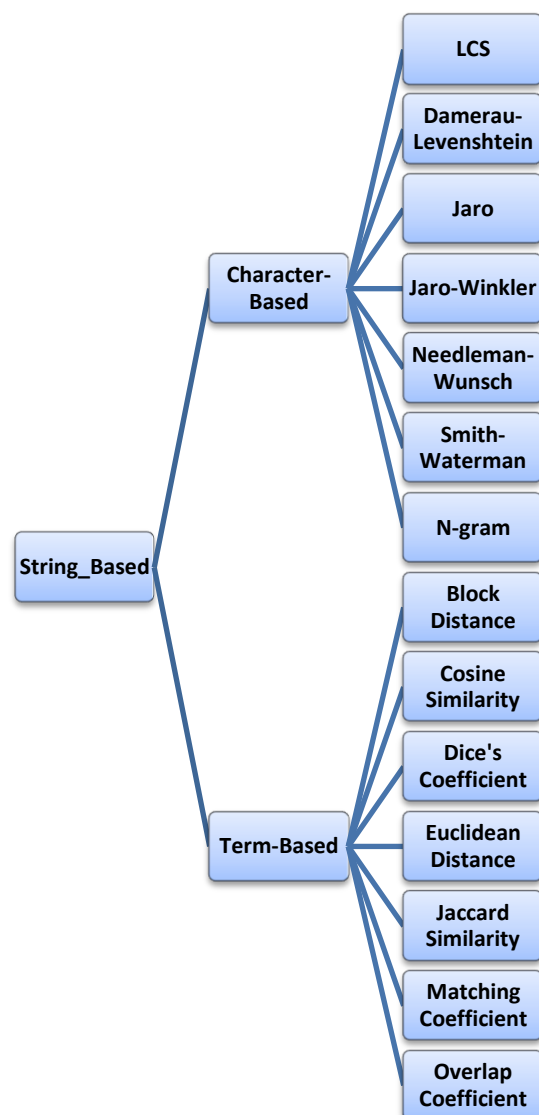 LCS
Damerau-
Levenshtein
Jaro
Character-
Based
Jaro-Winkler
Needleman-
Wunsch
Smith-
Waterman
N-gram
String_Based
Block
Distance
Cosine
Similarity
Dice's
Coefficient
Term-Based
Euclidean
Distance
Jaccard
Similarity
Matching
Coefficient
Overlap
Coefficient